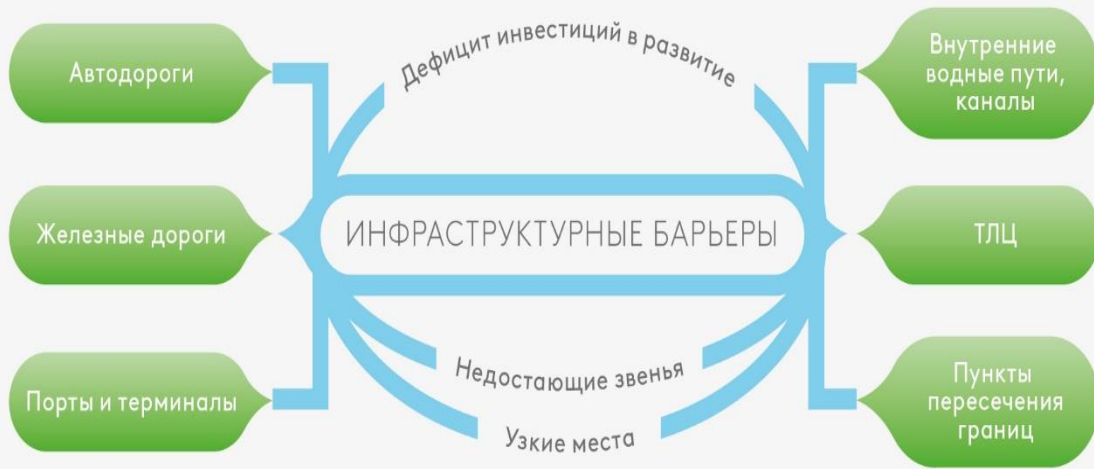 Дефицит инвестиций в развитие
Автодороги
Внутренние
водные пути,
каналы
Железные дороги
ИНФРАСТРУКТУРНЫЕ БАРЬЕРЫ
ТЛЦ
Порты и терминалы
Недостающие звенья
Узкие места
Пункты
пересечения
границ